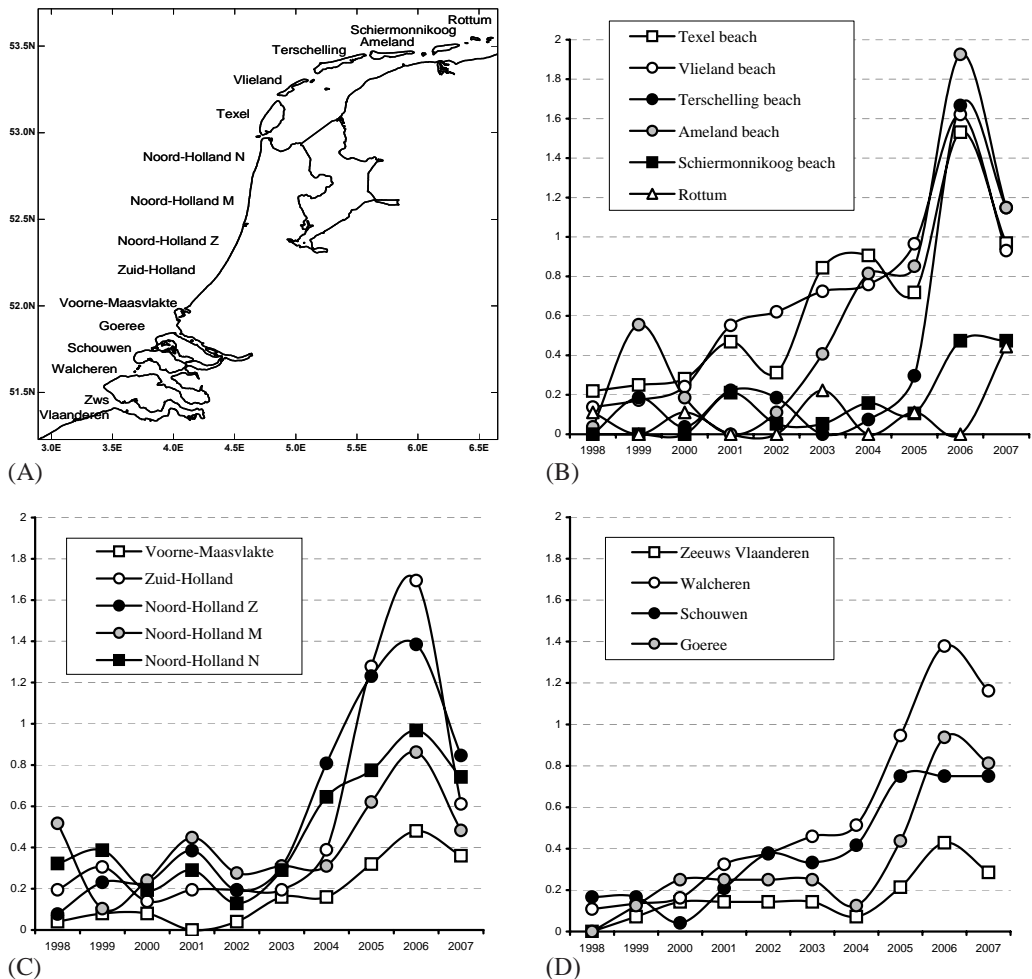 Rottum
Schiermonnikoog
Ameland
Terschelling
Vlieland
Texel
Noord-Holland N
Noord-Holland M
Noord-Holland Z
Zuid-Holland
Voorne-Maasvlakte
Goeree
Schouwen
Walcheren
Zws
Vlaanderen
53.5N
53.0N
52.5N
52.0N
51.5N
3.0E 3.5E 4.0E 4.5E 5.0E 5.5E 6.0E 6.5E
(A)
Texel beach
Vlieland beach
Terschelling beach
Ameland beach
Schiermonnikoog beach
Rottum
2
1.8
1.6
1.4
1.2
1
0.8
0.6
0.4
0.2
0
1998 1999 2000 2001 2002 2003 2004 2005 2006 2007
(B)
Voorne-Maasvlakte
Zuid-Holland
Noord-Holland Z
Noord-Holland M
Noord-Holland N
2
1.8
1.6
1.4
1.2
1
0.8
0.6
0.4
0.2
0
1998 1999 2000 2001 2002 2003 2004 2005 2006 2007
(C)
Zeeuws Vlaanderen
Walcheren
Schouwen
Goeree
2
1.8
1.6
1.4
1.2
1
0.8
0.6
0.4
0.2
0
1998 1999 2000 2001 2002 2003 2004 2005 2006 2007
(D)